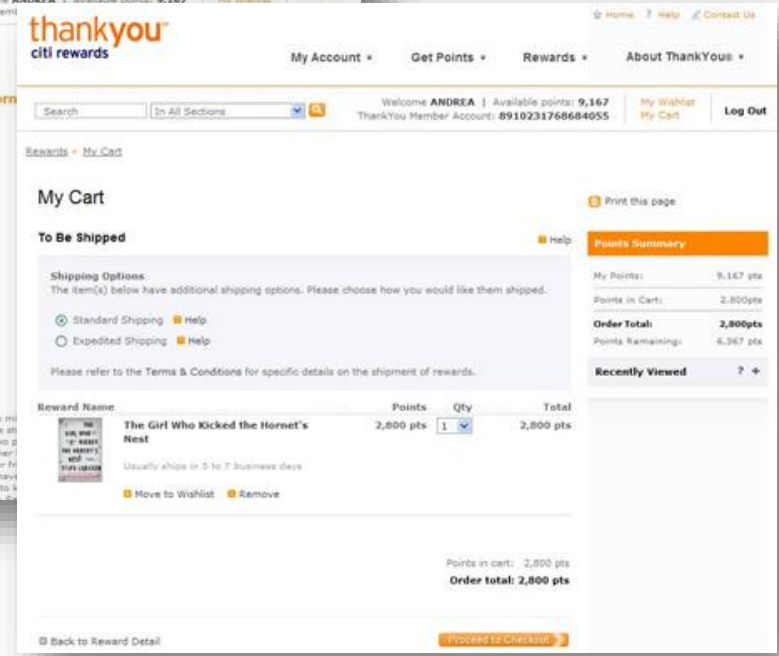 Home ? Help Contact Us
thankyou
citi rewards
My Account Get Points Rewards About ThankYou®
Search In All Sections Welcome ANDREA | Available points: 9,167 My Wishlist
ThankYou Member Account: 8910231768684055 My Cart Log Out
Rewards My Cart
My Cart
Print this page
To Be Shipped Help
Points Summary
Shipping Options
The item(s) below have additional shipping options. Please choose how you would like them shipped.
Standard Shipping Help
Expedited Shipping Help
Please refer to the Terms & Conditions for specific details on the shipment of rewards.
My Points: 9,167 pts
Points in Cart: 2,800pts
Order Total: 2,800pts
Points Remaining: 6,367 pts
Recently Viewed ? +
Reward Name Points Qty Total
The Girl Who Kicked the Hornet's
Nest
2,800 pts 1 2,800 pts
Usually ships in 5 to 7 business days
Move to Wishlist Remove
Points in cart: 2,800 pts
Order total: 2,800 pts
Back to Reward Detail Proceed to Checkout